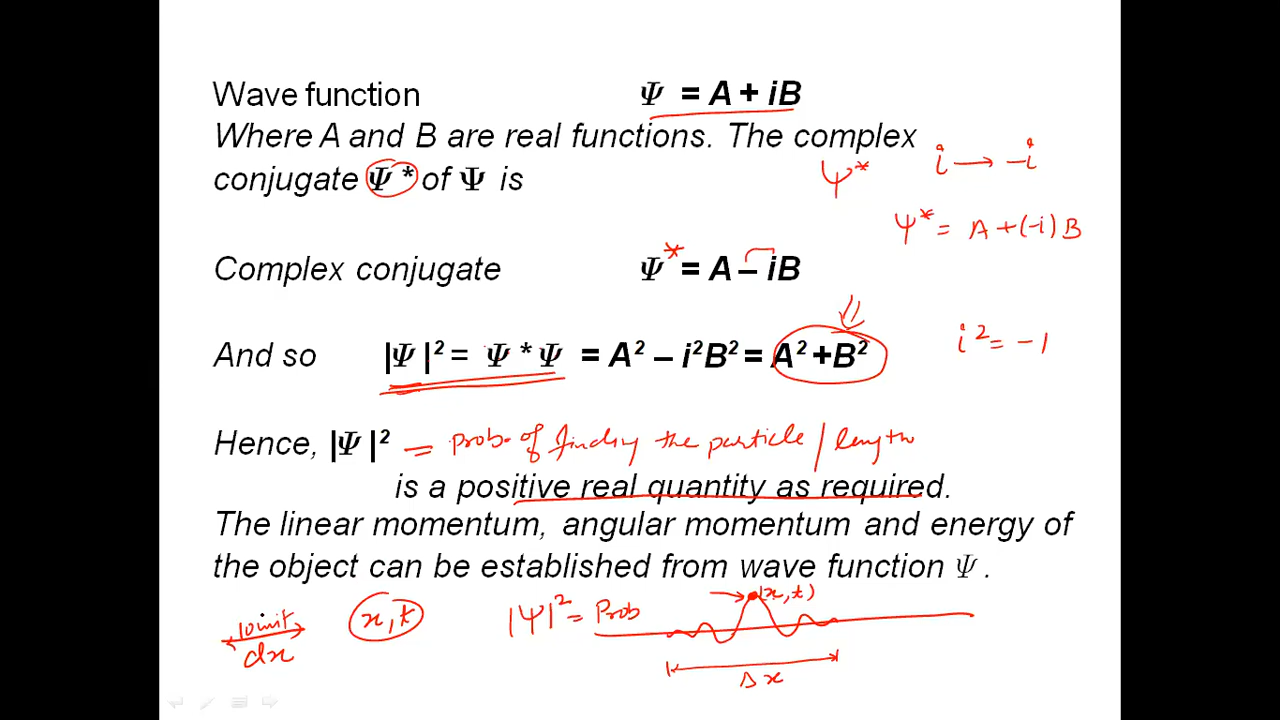 Wave function Ψ = A + iB
Where A and B are real functions. The complex
conjugate Ψ * of Ψ is
Ψ* i → -i
Ψ* = A + (-i) B
Complex conjugate Ψ* = A – iB
And so |Ψ |² = Ψ * Ψ = A² – i²B² = A² +B²
i² = -1
Hence, |Ψ |² = Prob. of finding the particle / length
is a positive real quantity as required.
The linear momentum, angular momentum and energy of
the object can be established from wave function Ψ .
|Ψ|² = Prob (x, t)
x, t
dx
Δx